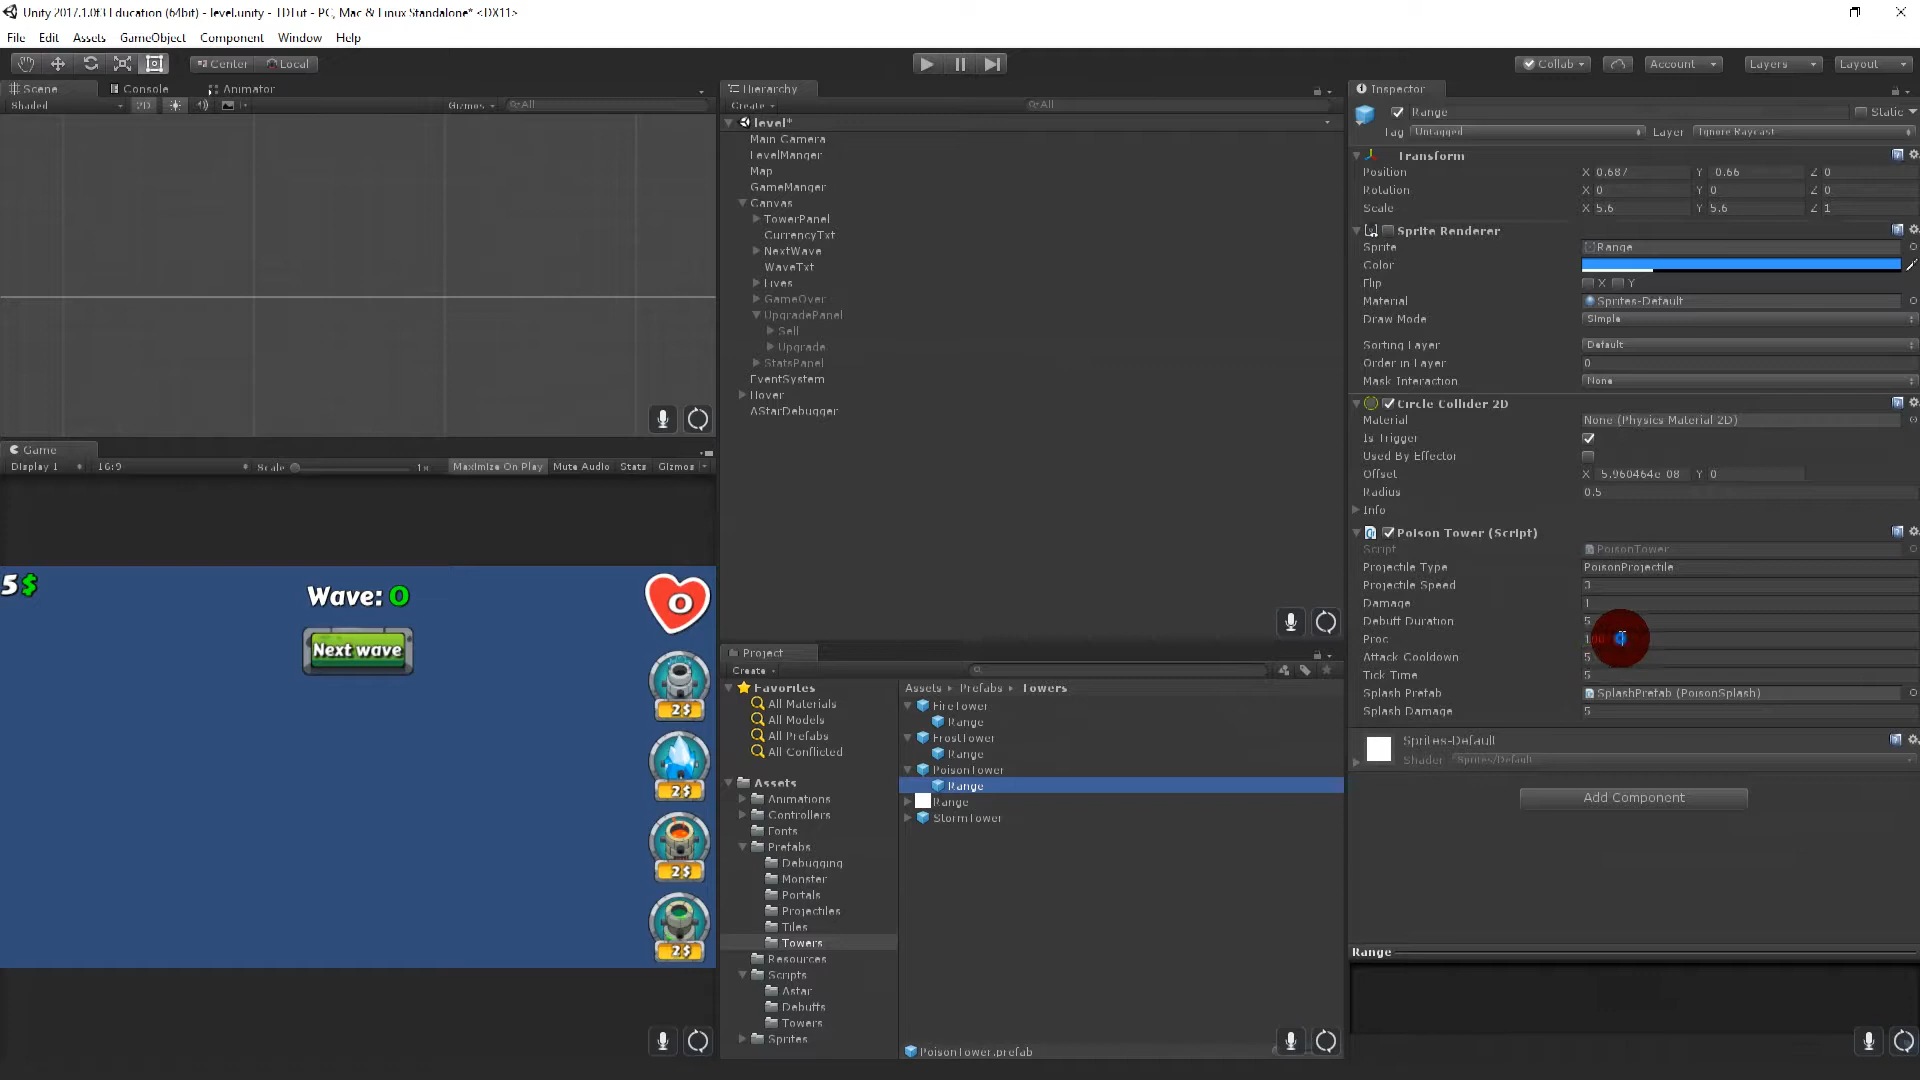 Unity 2017.1.0f3 Education (64bit) - level.unity - TDTut - PC, Mac & Linux Standalone* <DX11>
File Edit Assets GameObject Component Window Help
Center Local Collab Account Layers Layout
Scene Console Animator
Shaded 2D Gizmos All
Hierarchy
Create All
level*
Main Camera
LevelManger
Map
GameManger
Canvas
TowerPanel
CurrencyTxt
NextWave
WaveTxt
Lives
GameOver
UpgradePanel
Sell
Upgrade
StatsPanel
EventSystem
Hover
AStarDebugger
Game
Display 1 16:9 Scale 1x Maximize On Play Mute Audio Stats Gizmos
5$
Wave: 0
Next wave
0
2$
2$
2$
2$
Project
Create
Favorites
All Materials
All Models
All Prefabs
All Conflicted
Assets
Animations
Controllers
Fonts
Prefabs
Debugging
Monster
Portals
Projectiles
Tiles
Towers
Resources
Scripts
Astar
Debuffs
Towers
Sprites
Assets Prefabs Towers
FireTower
Range
FrostTower
Range
PoisonTower
Range
Range
StormTower
PoisonTower.prefab
Inspector
Range Static
Tag Untagged Layer Ignore Raycast
Transform
Position X 0.687 Y 0.66 Z 0
Rotation X 0 Y 0 Z 0
Scale X 5.6 Y 5.6 Z 1
Sprite Renderer
Sprite Range
Color
Flip X Y
Material Sprites-Default
Draw Mode Simple
Sorting Layer Default
Order in Layer 0
Mask Interaction None
Circle Collider 2D
Material None (Physics Material 2D)
Is Trigger
Used By Effector
Offset X 5.960464e 08 Y 0
Radius 0.5
Info
Poison Tower (Script)
Script PoisonTower
Projectile Type PoisonProjectile
Projectile Speed 3
Damage 1
Debuff Duration 5
Proc 100
Attack Cooldown 5
Tick Time 5
Splash Prefab SplashPrefab (PoisonSplash)
Splash Damage 5
Sprites-Default
Shader Sprites/Default
Add Component
Range